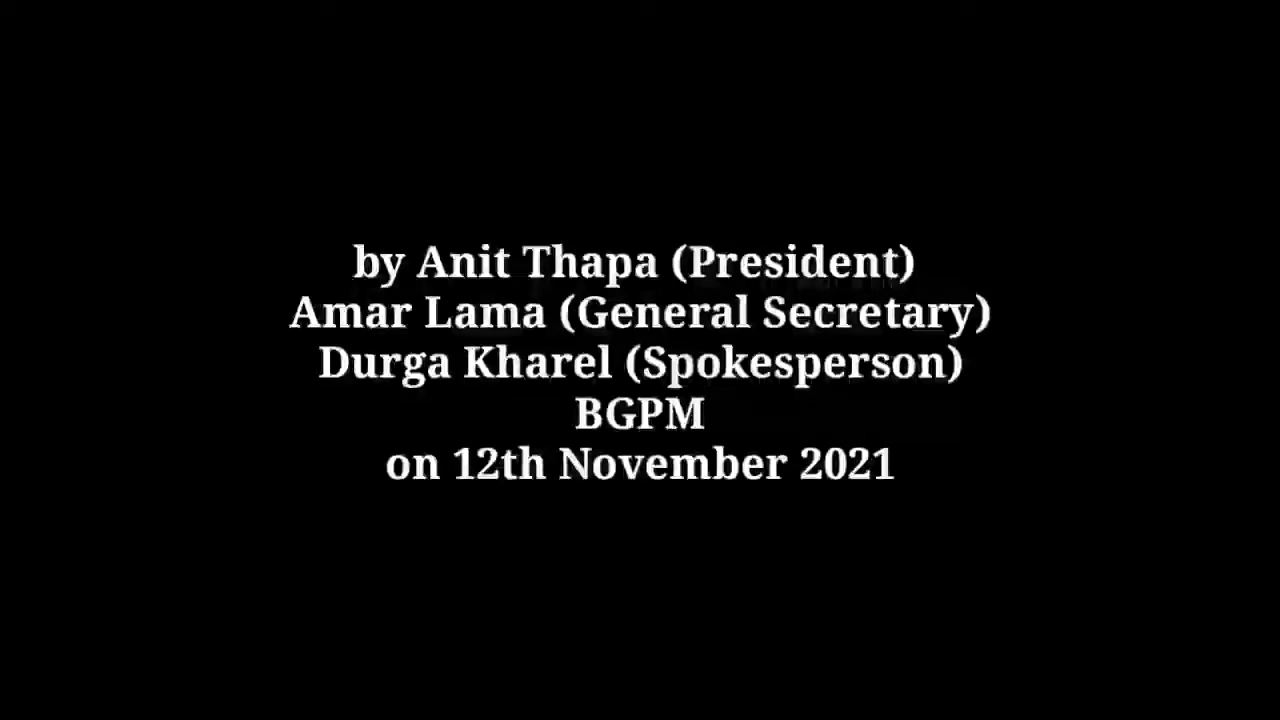 by Anit Thapa (President)
Amar Lama (General Secretary)
Durga Kharel (Spokesperson)
BGPM
on 12th November 2021